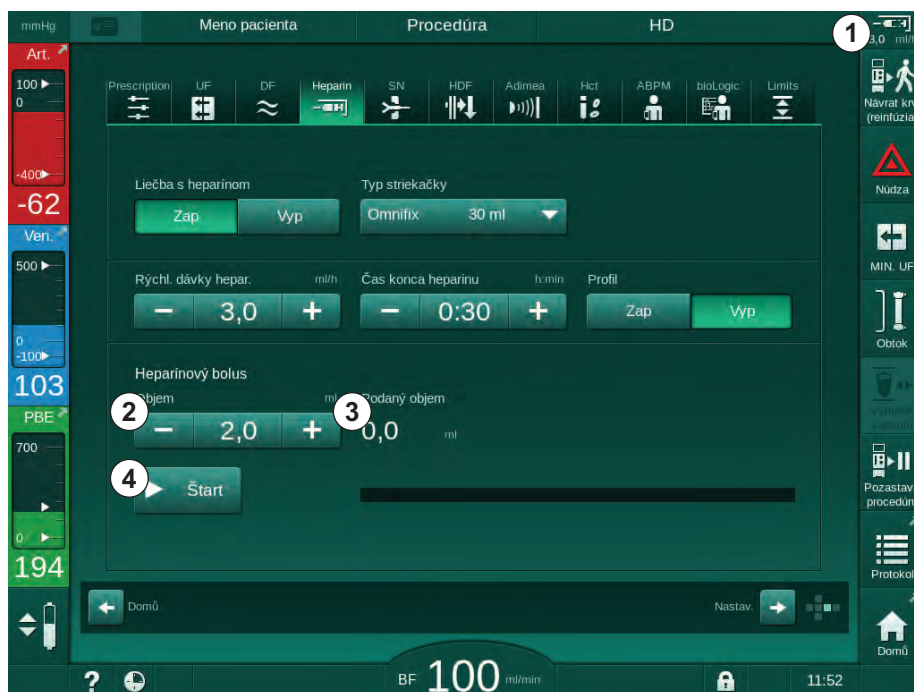 mmHg
Meno pacienta
Procedúra
HD
1
3,0 ml/h
Art.
100
0
-400
-62
Ven.
500
0
-100
103
PBE
700
0
194
Prescription
UF
DF
Heparin
SN
HDF
Adimea
Hct
ABPM
bioLogic
Limits
Liečba s heparínom
Zap
Vyp
Typ striekačky
Omnifix 30 ml
Rýchl. dávky hepar. ml/h
− 3,0 +
Čas konca heparinu h:min
− 0:30 +
Profil
Zap
Vyp
Heparínový bolus
Objem ml
2
− 2,0 +
3
Podaný objem
0,0 ml
4
Štart
Domů
Nastav.
Návrat krv
(reinfúzia
Núdza
MIN. UF
Obtok
Pozastav
procedúru
Protokol
Domů
?
BF 100 ml/min
11:52